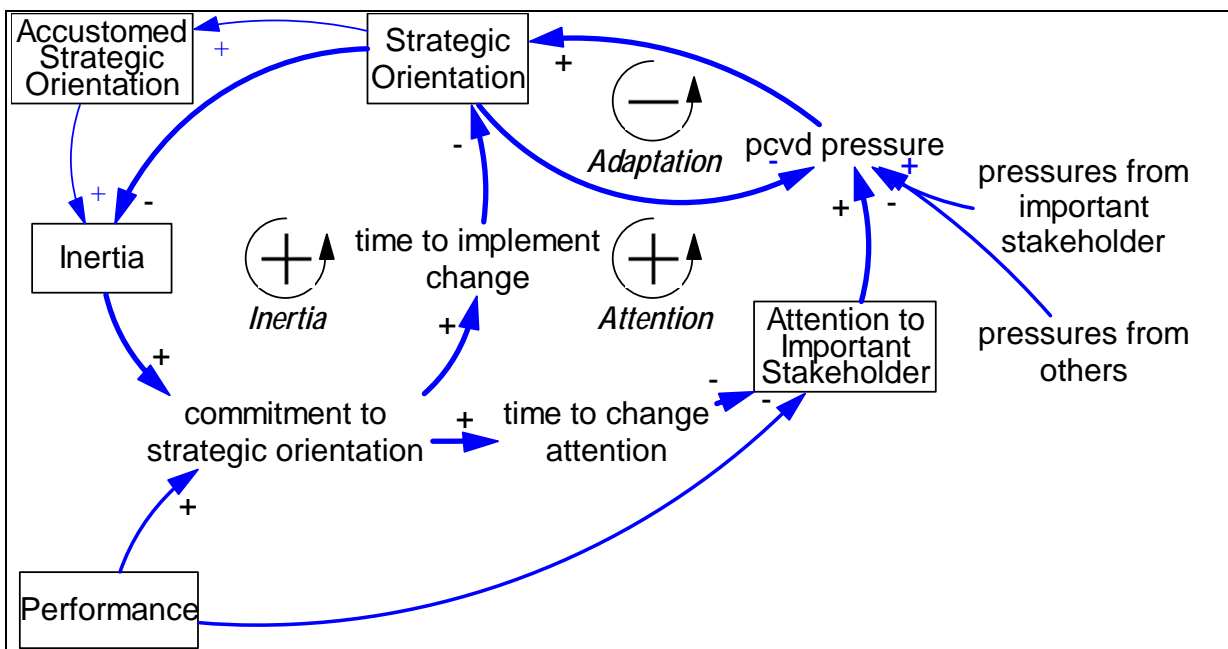 Accustomed
Strategic
Orientation
+
Strategic
Orientation
+
-
Adaptation
pcvd pressure
-
+
-
+
pressures from
important
stakeholder
-
+
-
Inertia
+
Inertia
time to implement
change
+
+
Attention
Attention to
Important
Stakeholder
pressures from
others
+
+
commitment to
strategic orientation
+
time to change
attention
-
-
+
Performance